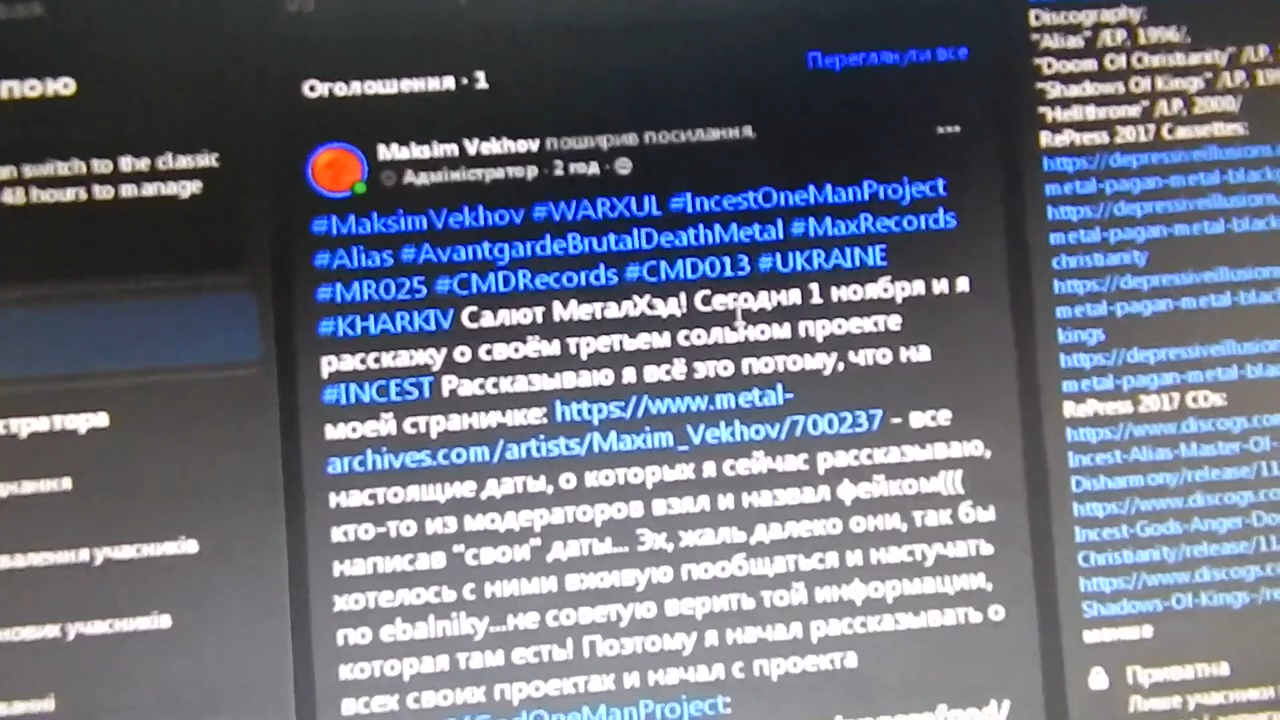 пою
n switch to the classic
48 hours to manage
стратора
нових учасників
Оголошення · 1
Переглянути все
Maksim Vekhov поширив посилання.
Адміністратор · 2 год ·
#MaksimVekhov #WARXUL #IncestOneManProject
#Alias #AvantgardeBrutalDeathMetal #MaxRecords
#MR025 #CMDRecords #CMD013 #UKRAINE
#KHARKIV Салют МеталХэд! Сегодня 1 ноября и я
расскажу о своём третьем сольном проекте
#INCEST Рассказываю я всё это потому, что на
моей страничке: https://www.metal-
archives.com/artists/Maxim_Vekhov/700237 - все
настоящие даты, о которых я сейчас рассказываю,
кто-то из модераторов взял и назвал фейком(((
написав "свои" даты... Эх, жаль далеко они, так бы
хотелось с ними вживую пообщаться и настучать
по ebalniky...не советую верить той информации,
которая там есть! Поэтому я начал рассказывать о
всех своих проектах и начал с проекта
GodOneManProject:
Discography:
"Alias" /LP, 1996/,
"Doom Of Christianity" /LP,
"Shadows Of Kings" /LP,
"Hellthrone" /LP, 2000/
RePress 2017 Cassettes:
https://depressiveillusions.
metal-pagan-metal-black
https://depressiveillusions
metal-pagan-metal-black
christianity
https://depressiveillusion
metal-pagan-metal-blac
kings
https://depressiveillusion
metal-pagan-metal-blac
RePress 2017 CDs:
https://www.discogs.co
Incest-Alias-Master-Of-
Disharmony/release/11
https://www.discogs.co
Incest-Gods-Anger-Do
Christianity/release/11
https://www.discogs.
Shadows-Of-Kings-/re
менше
Приватна
Лише учасники